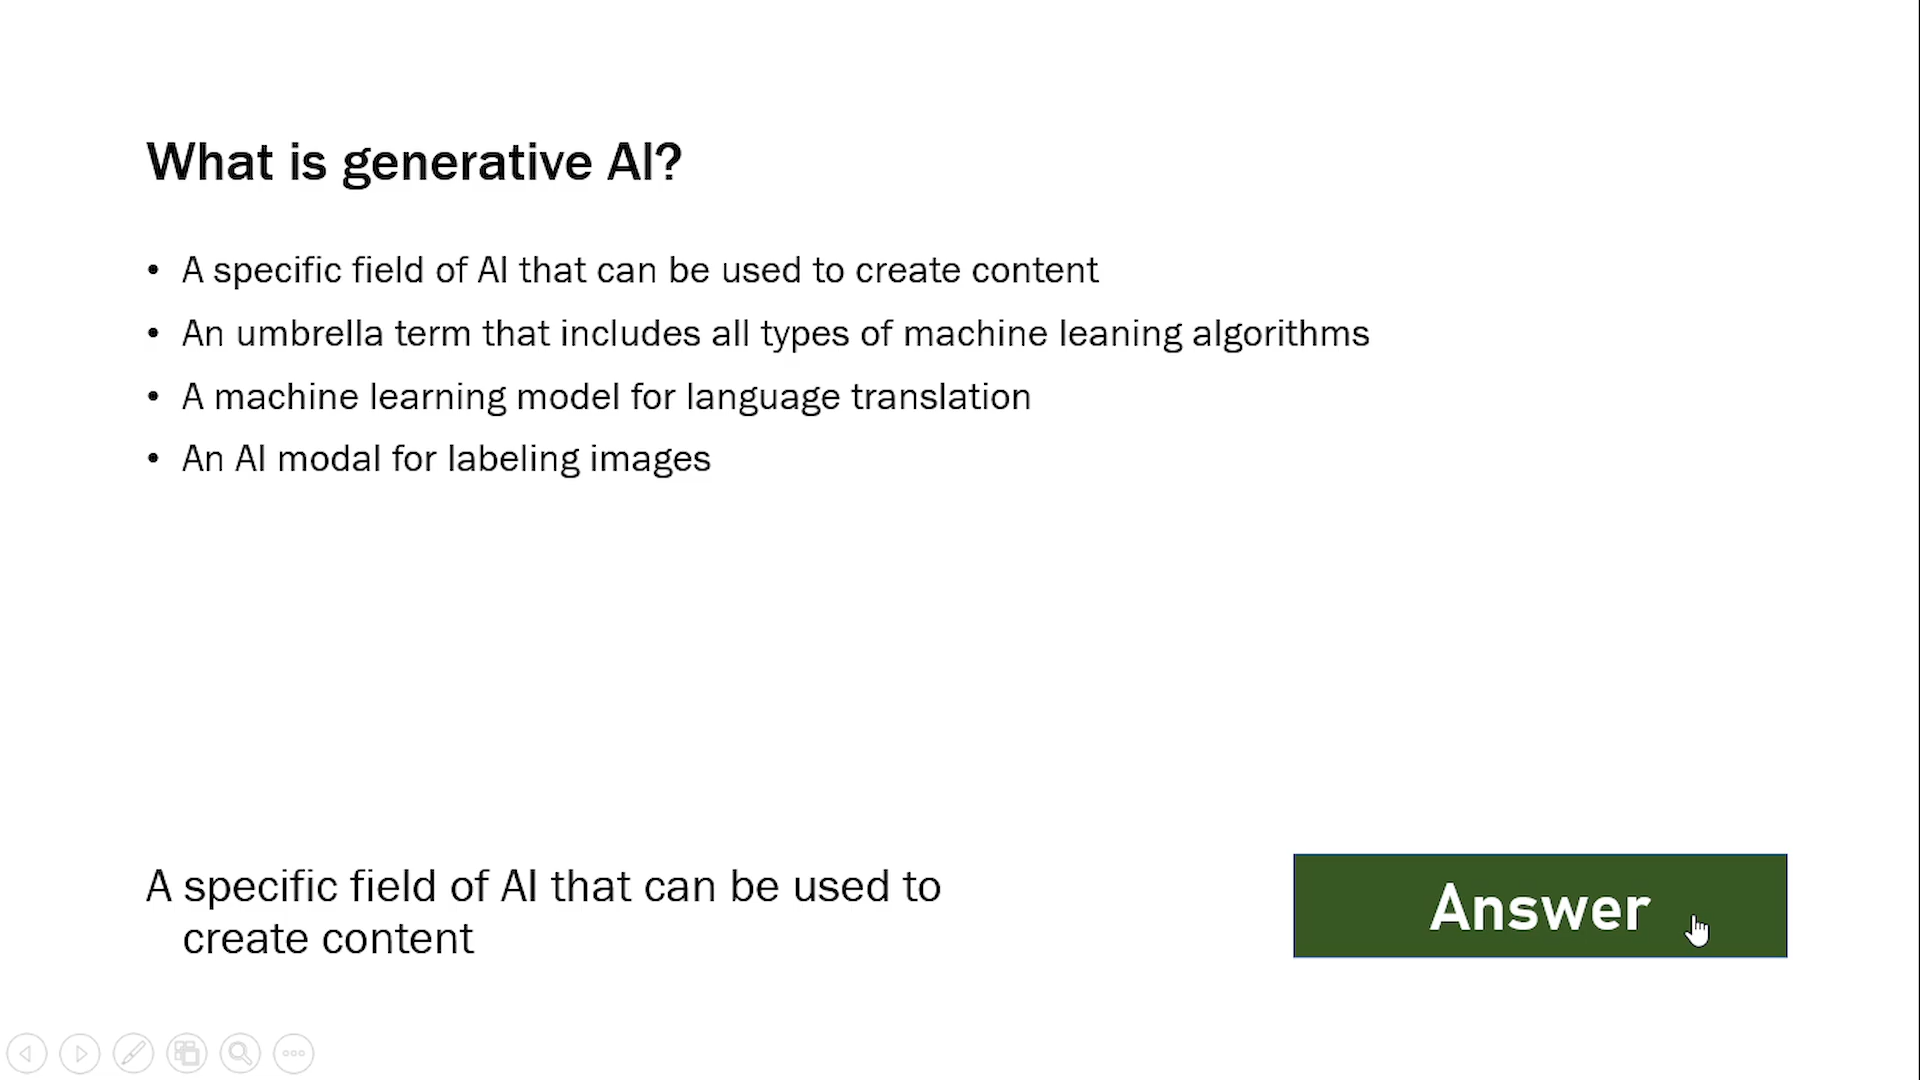 What is generative AI?
• A specific field of AI that can be used to create content
• An umbrella term that includes all types of machine leaning algorithms
• A machine learning model for language translation
• An AI modal for labeling images
A specific field of AI that can be used to
create content
Answer